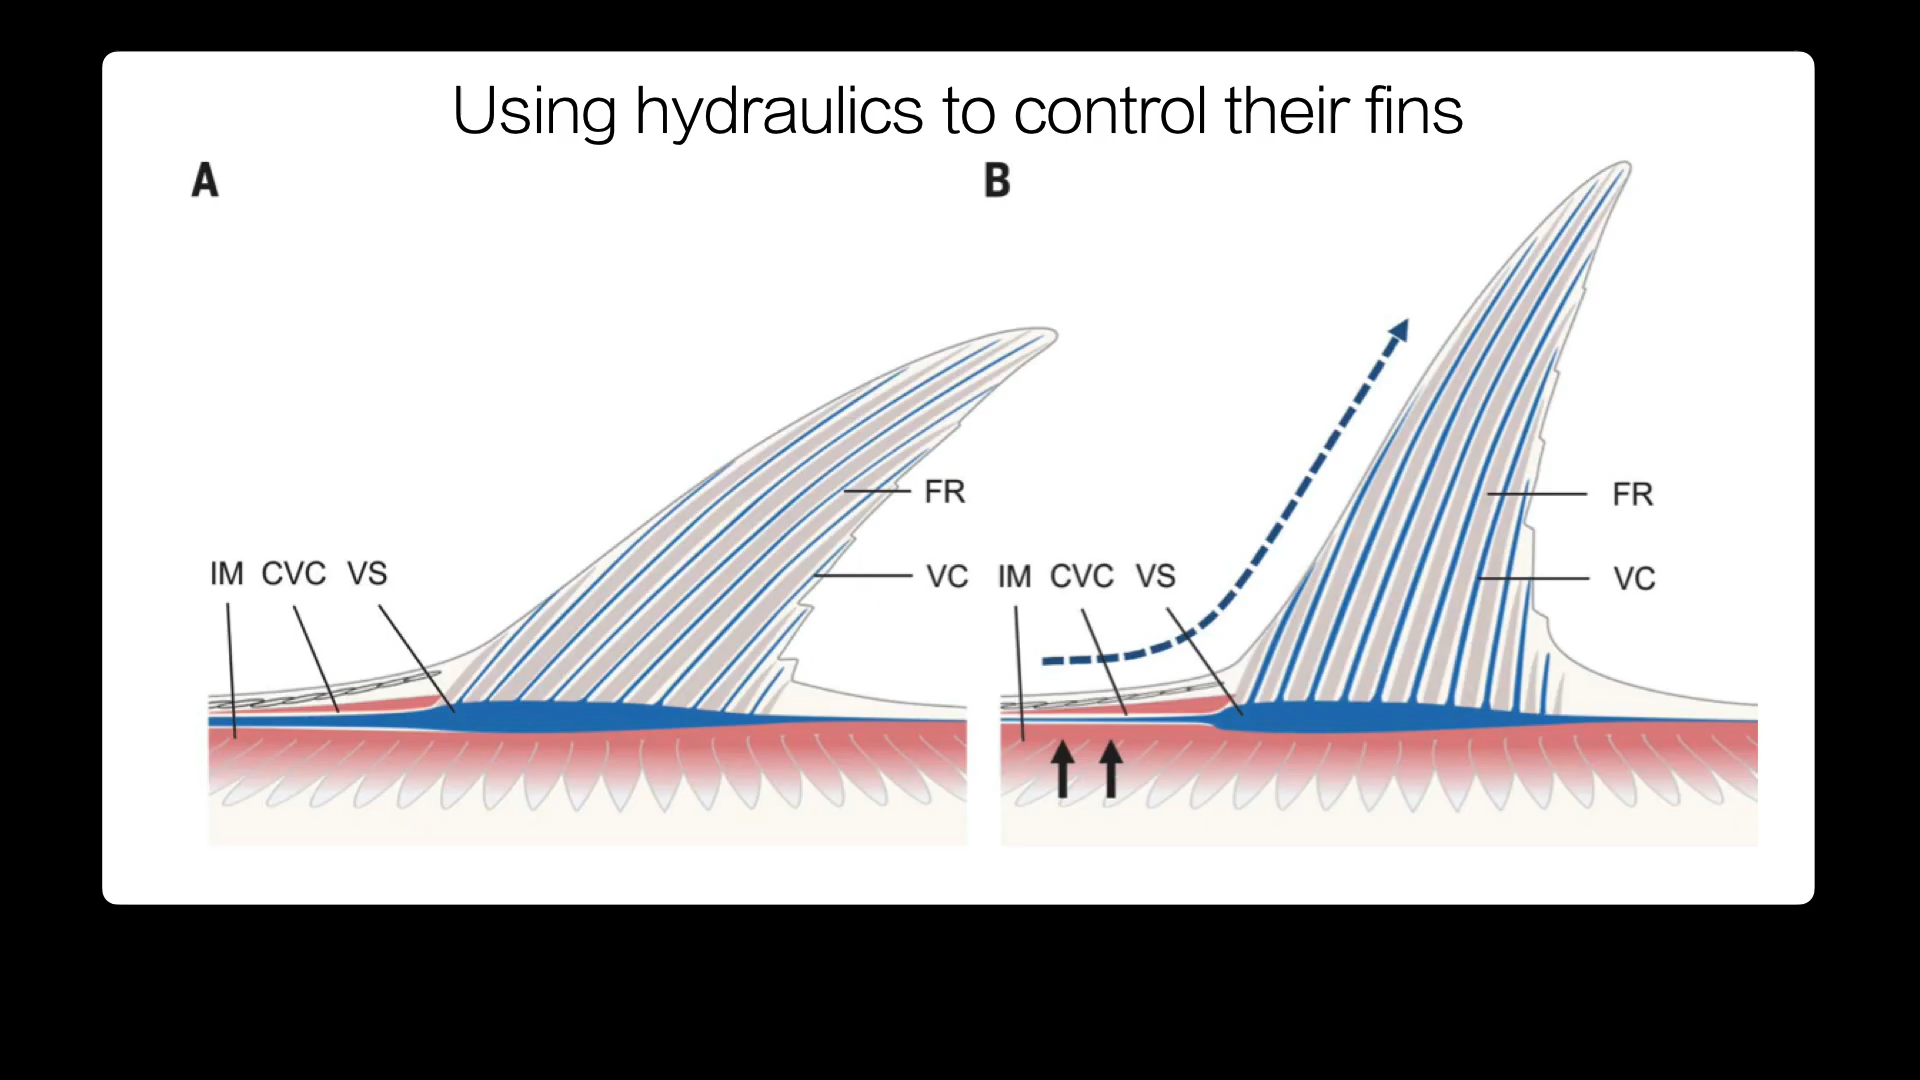 Using hydraulics to control their fins
A
B
FR
FR
IM CVC VS
VC
IM CVC VS
VC